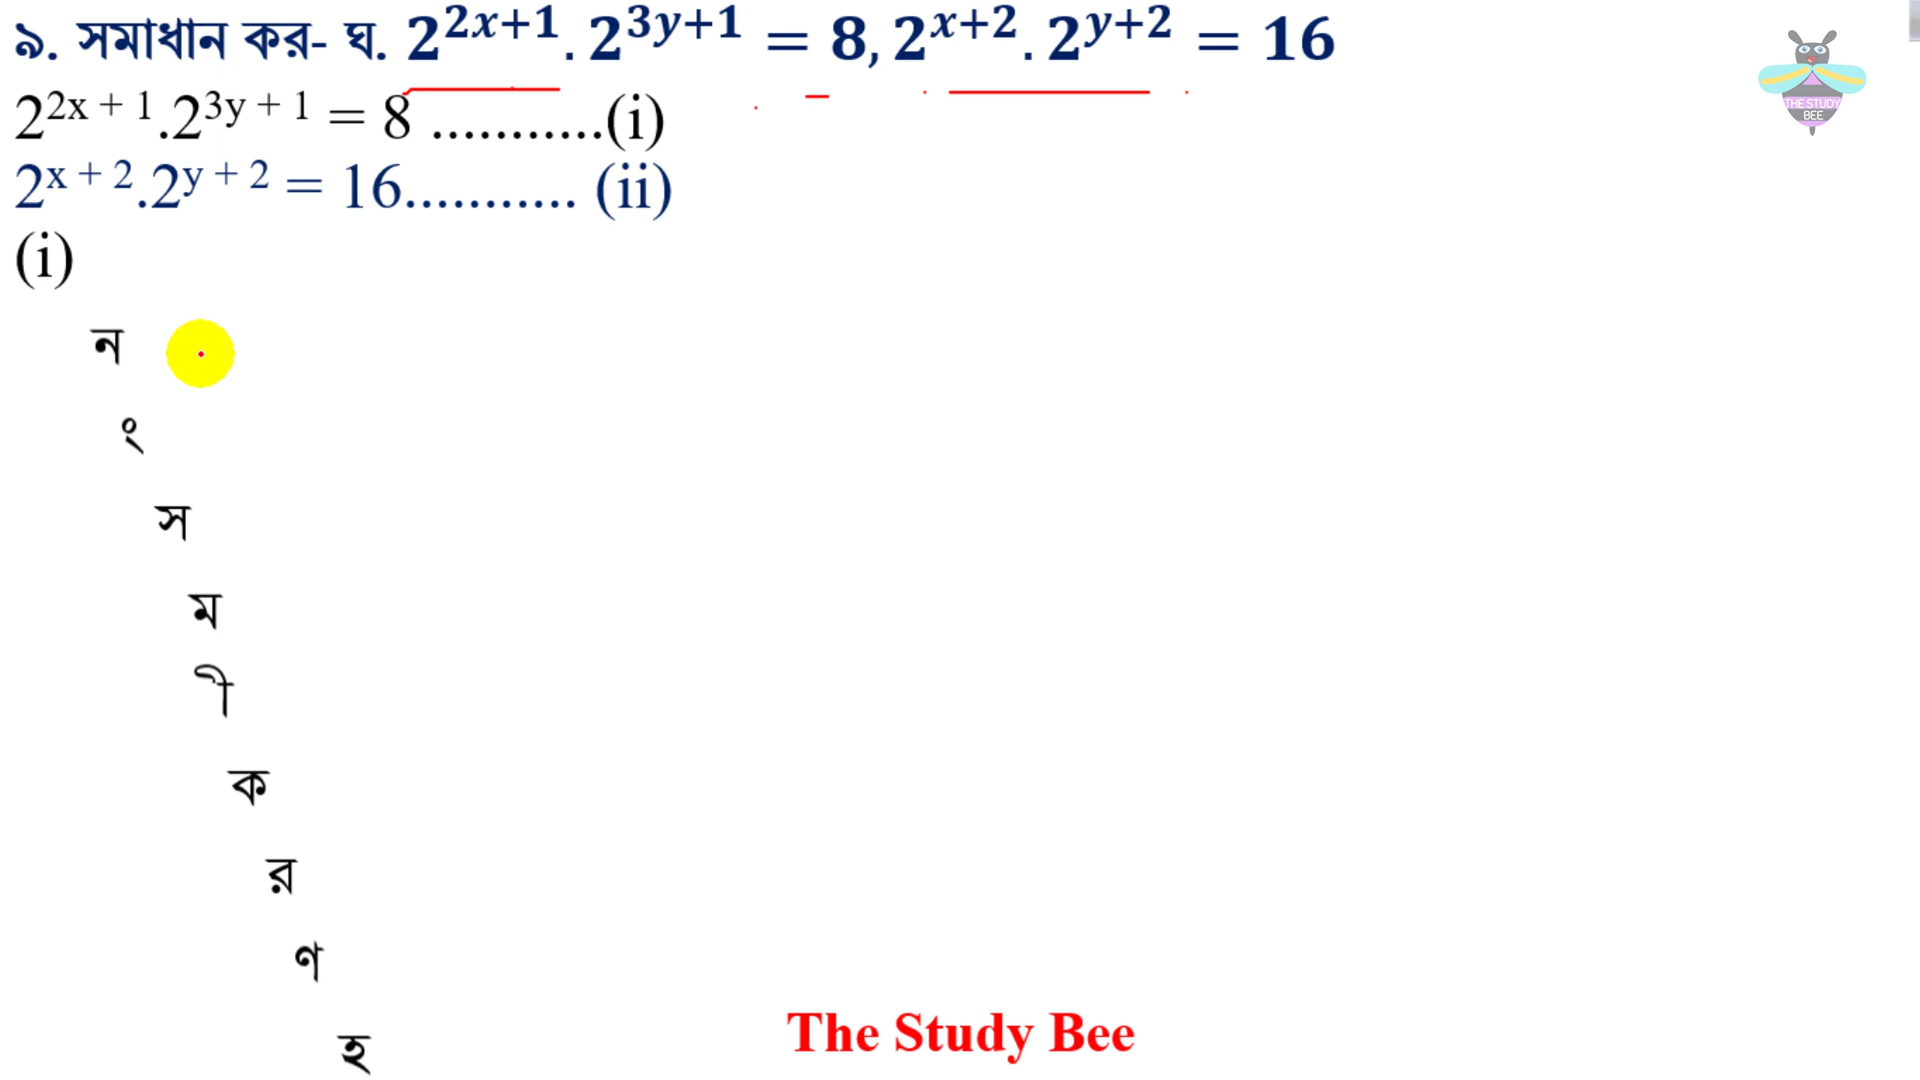 ৯. সমাধান কর- ঘ. 2^{2x+1}.2^{3y+1} = 8, 2^{x+2}.2^{y+2} = 16
2^{2x + 1}.2^{3y + 1} = 8 ...........(i)
2^{x + 2}.2^{y + 2} = 16........... (ii)
(i)
ন
ং
স
ম
ী
ক
র
ণ
হ
The Study Bee
THE STUDY
BEE